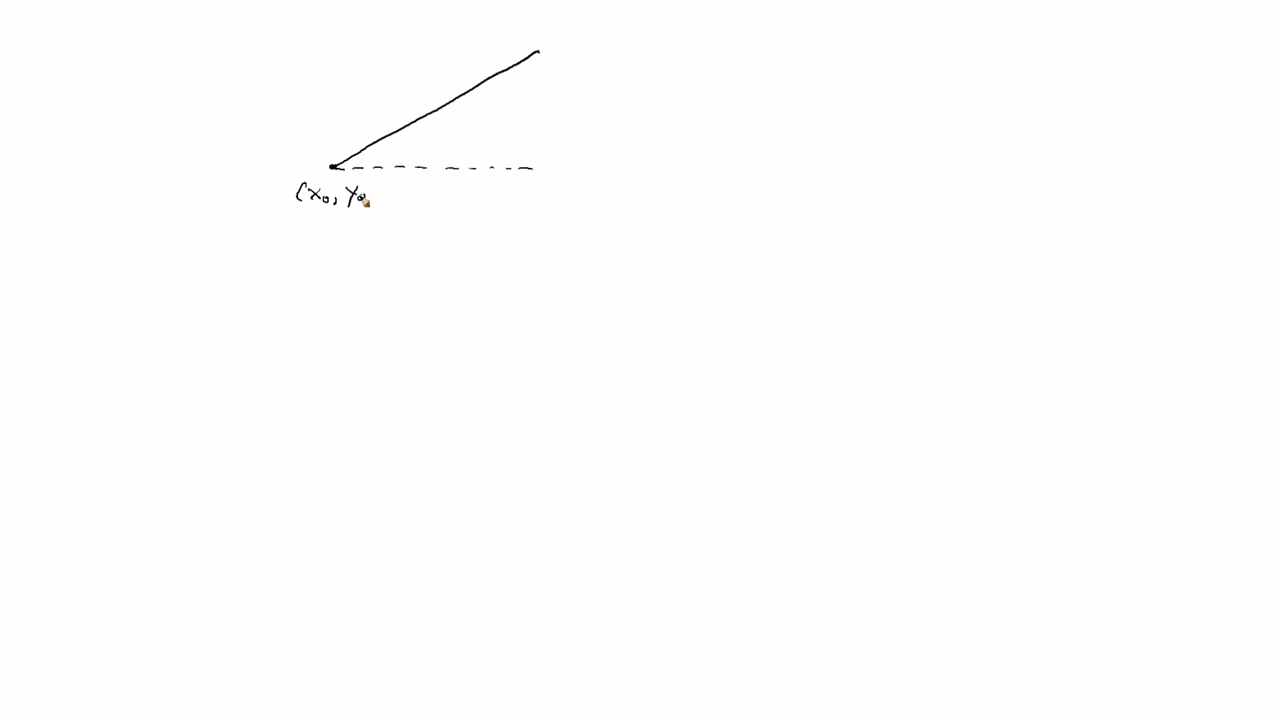 (x₀, y₀